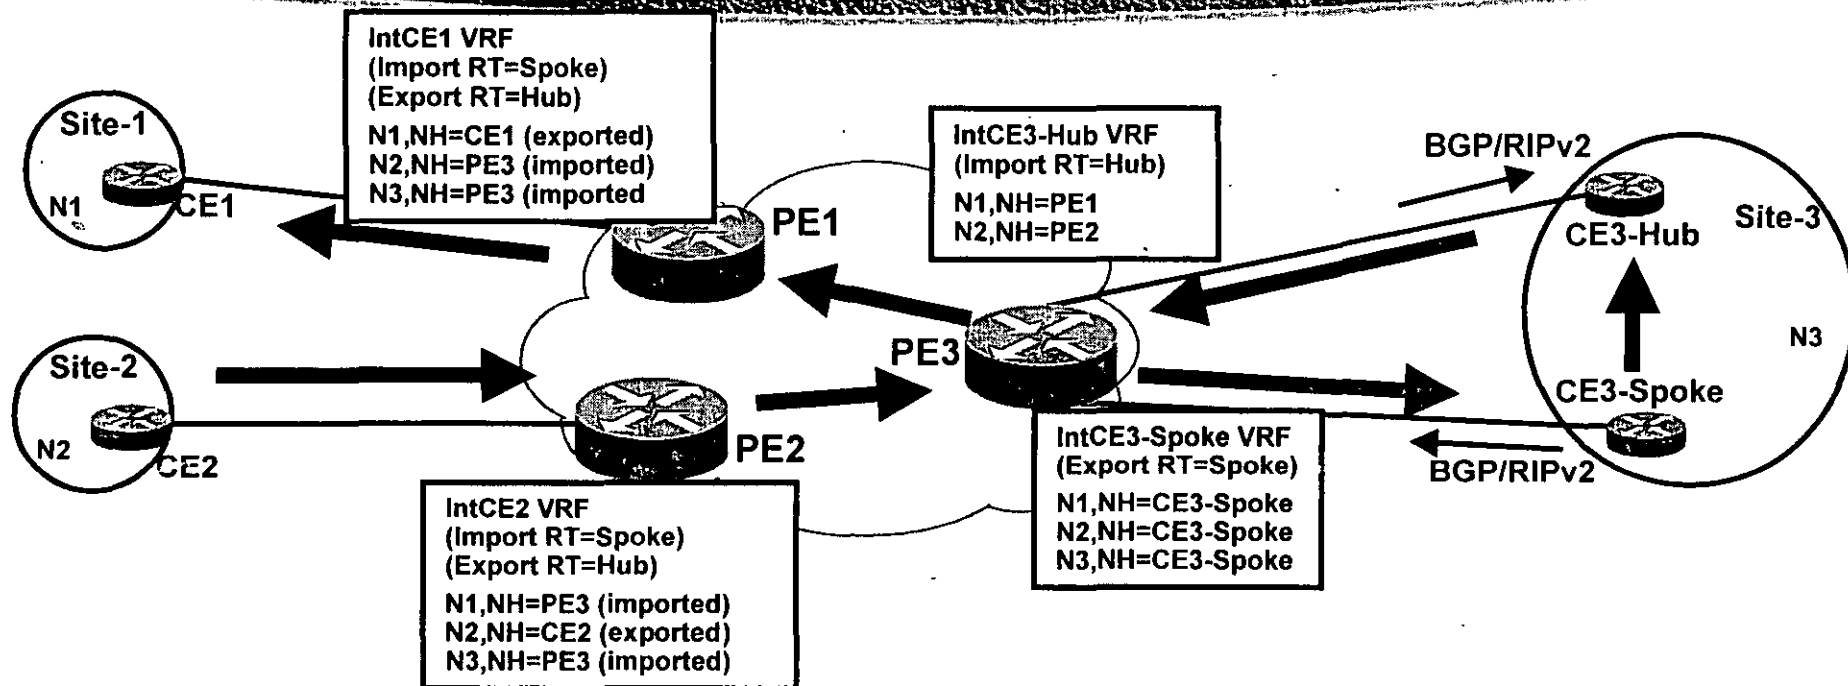 IntCE1 VRF
(Import RT=Spoke)
(Export RT=Hub)
N1,NH=CE1 (exported)
N2,NH=PE3 (imported)
N3,NH=PE3 (imported
Site-1
N1
CE1
PE1
IntCE3-Hub VRF
(Import RT=Hub)
N1,NH=PE1
N2,NH=PE2
BGP/RIPv2
CE3-Hub
Site-3
N3
Site-2
N2
CE2
PE2
PE3
CE3-Spoke
BGP/RIPv2
IntCE3-Spoke VRF
(Export RT=Spoke)
N1,NH=CE3-Spoke
N2,NH=CE3-Spoke
N3,NH=CE3-Spoke
IntCE2 VRF
(Import RT=Spoke)
(Export RT=Hub)
N1,NH=PE3 (imported)
N2,NH=CE2 (exported)
N3,NH=PE3 (imported)